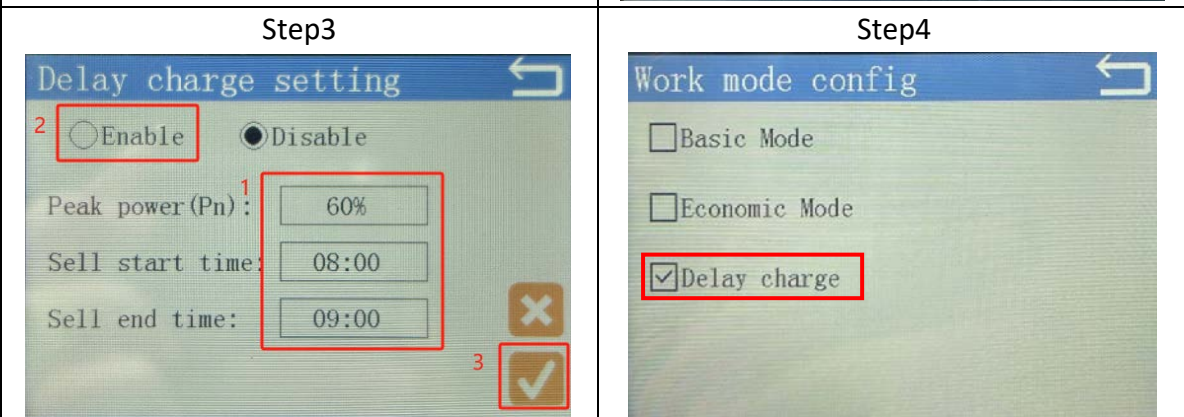 Step3
Step4
Delay charge setting
2
Enable
Disable
1
Peak power(Pn):
60%
Sell start time:
08:00
Sell end time:
09:00
3
Work mode config
Basic Mode
Economic Mode
Delay charge